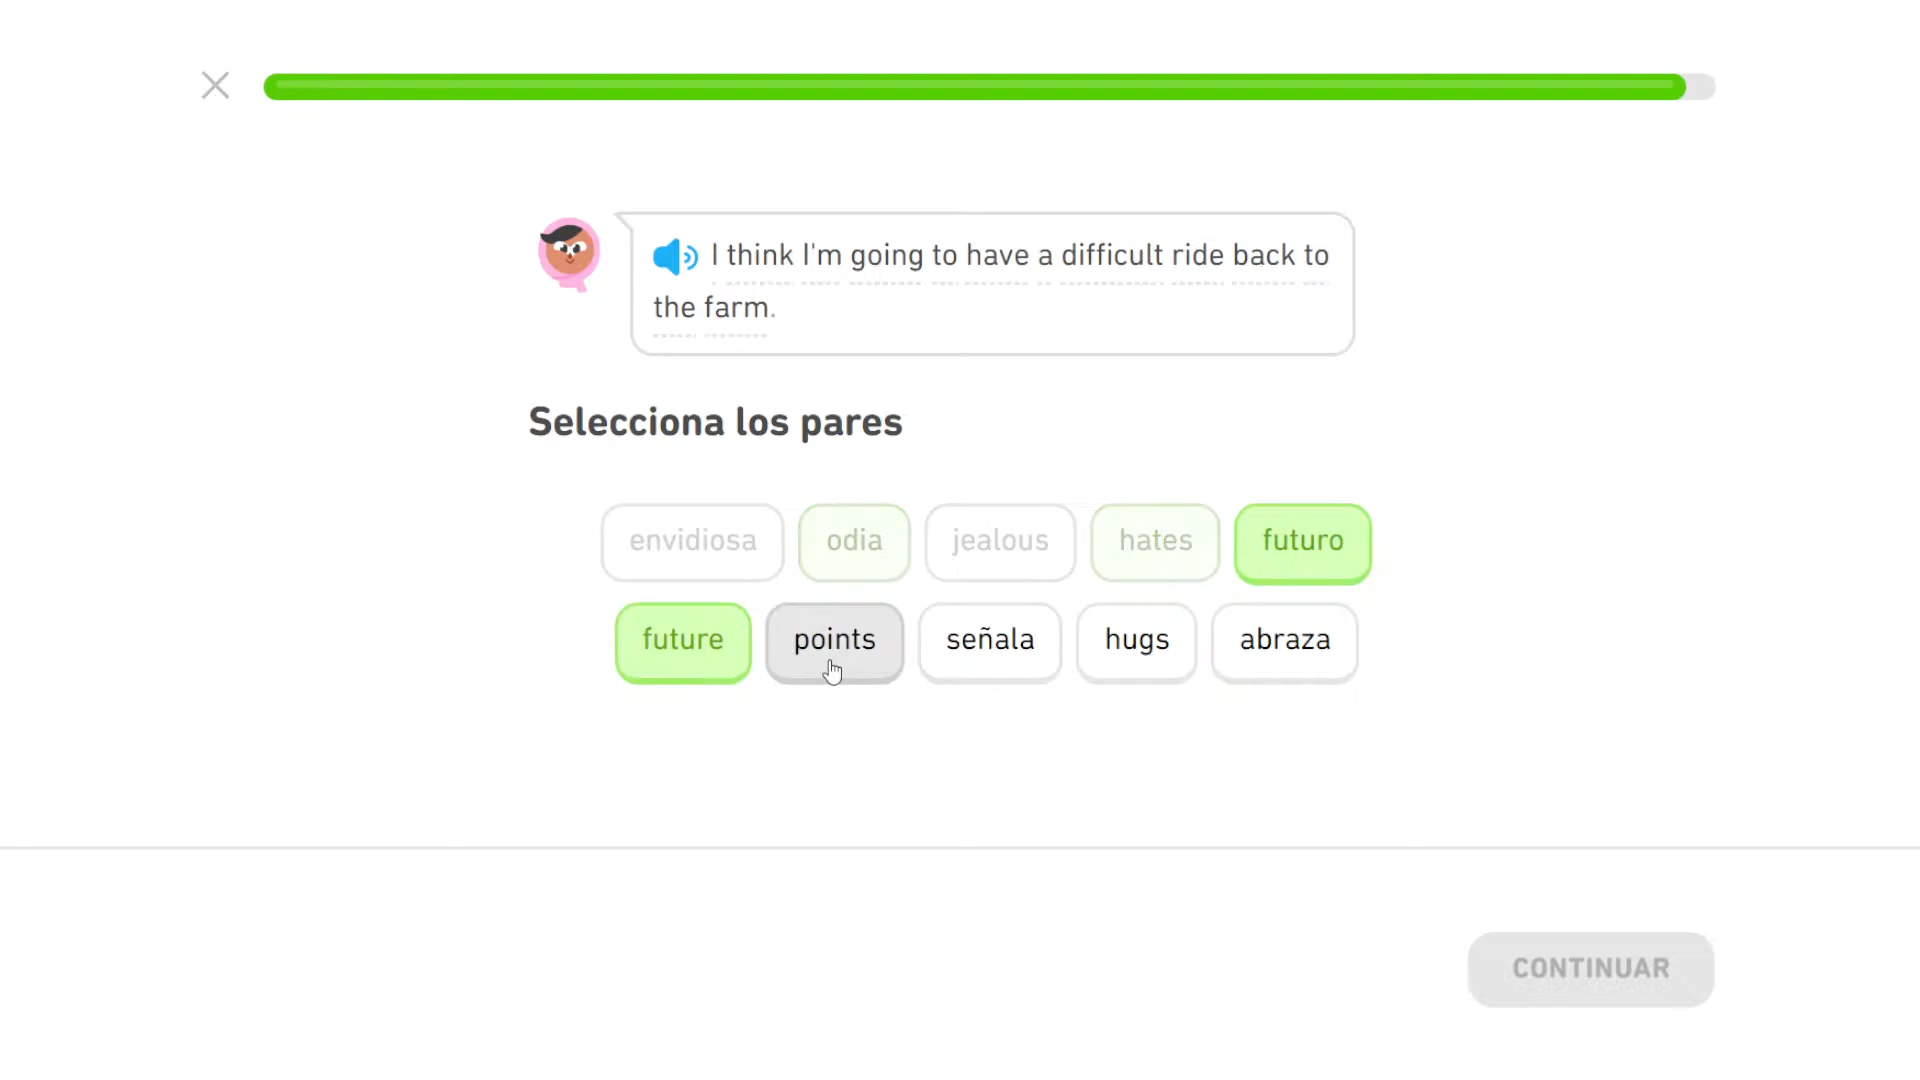 I think I'm going to have a difficult ride back to
the farm.
Selecciona los pares
envidiosa odia jealous hates futuro
future points señala hugs abraza
CONTINUAR